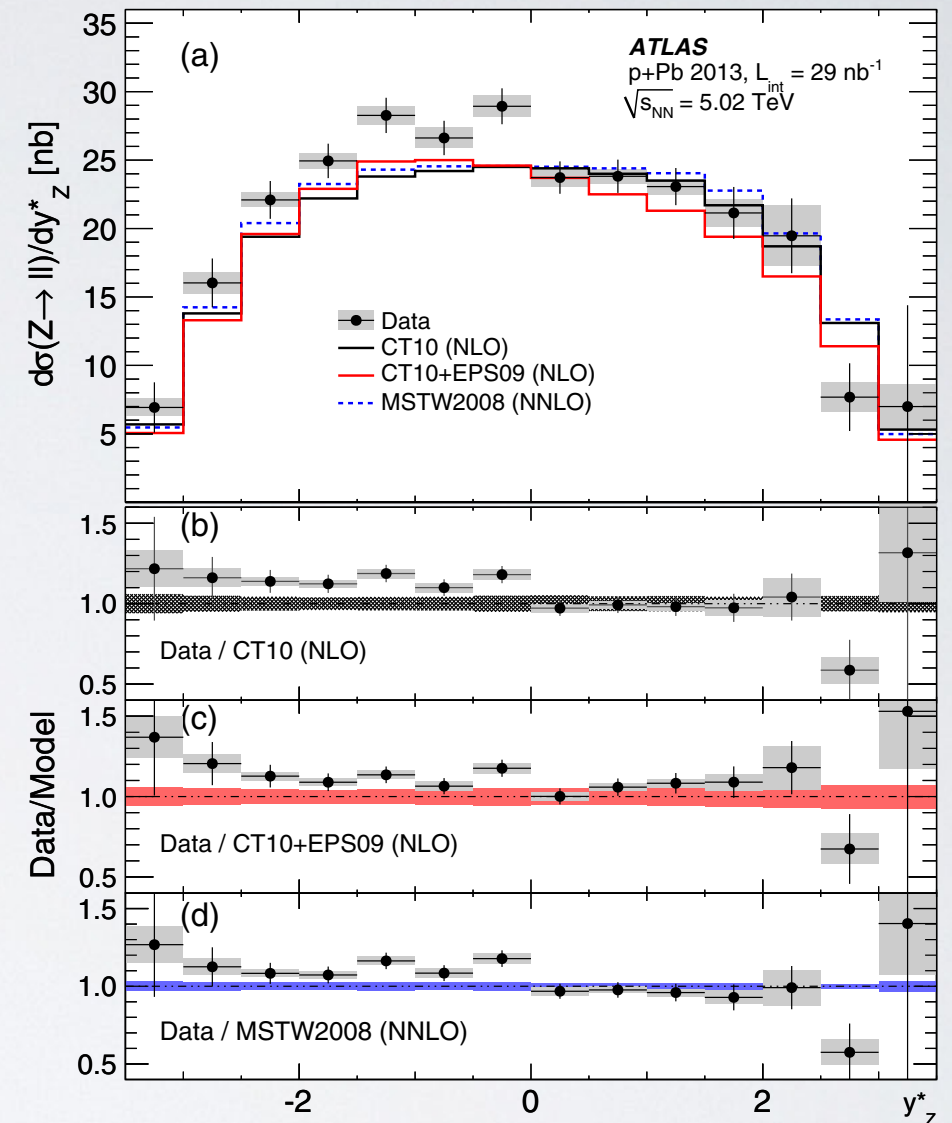 (a)
ATLAS
p+Pb 2013, L_int = 29 nb^-1
√s_NN = 5.02 TeV
dσ(Z→ ll)/dy*_Z [nb]
35
30
25
20
15
10
5
Data
CT10 (NLO)
CT10+EPS09 (NLO)
MSTW2008 (NNLO)
Data/Model
(b)
1.5
1.0
0.5
Data / CT10 (NLO)
(c)
1.5
1.0
0.5
Data / CT10+EPS09 (NLO)
(d)
1.5
1.0
0.5
Data / MSTW2008 (NNLO)
-2 0 2 y*_Z